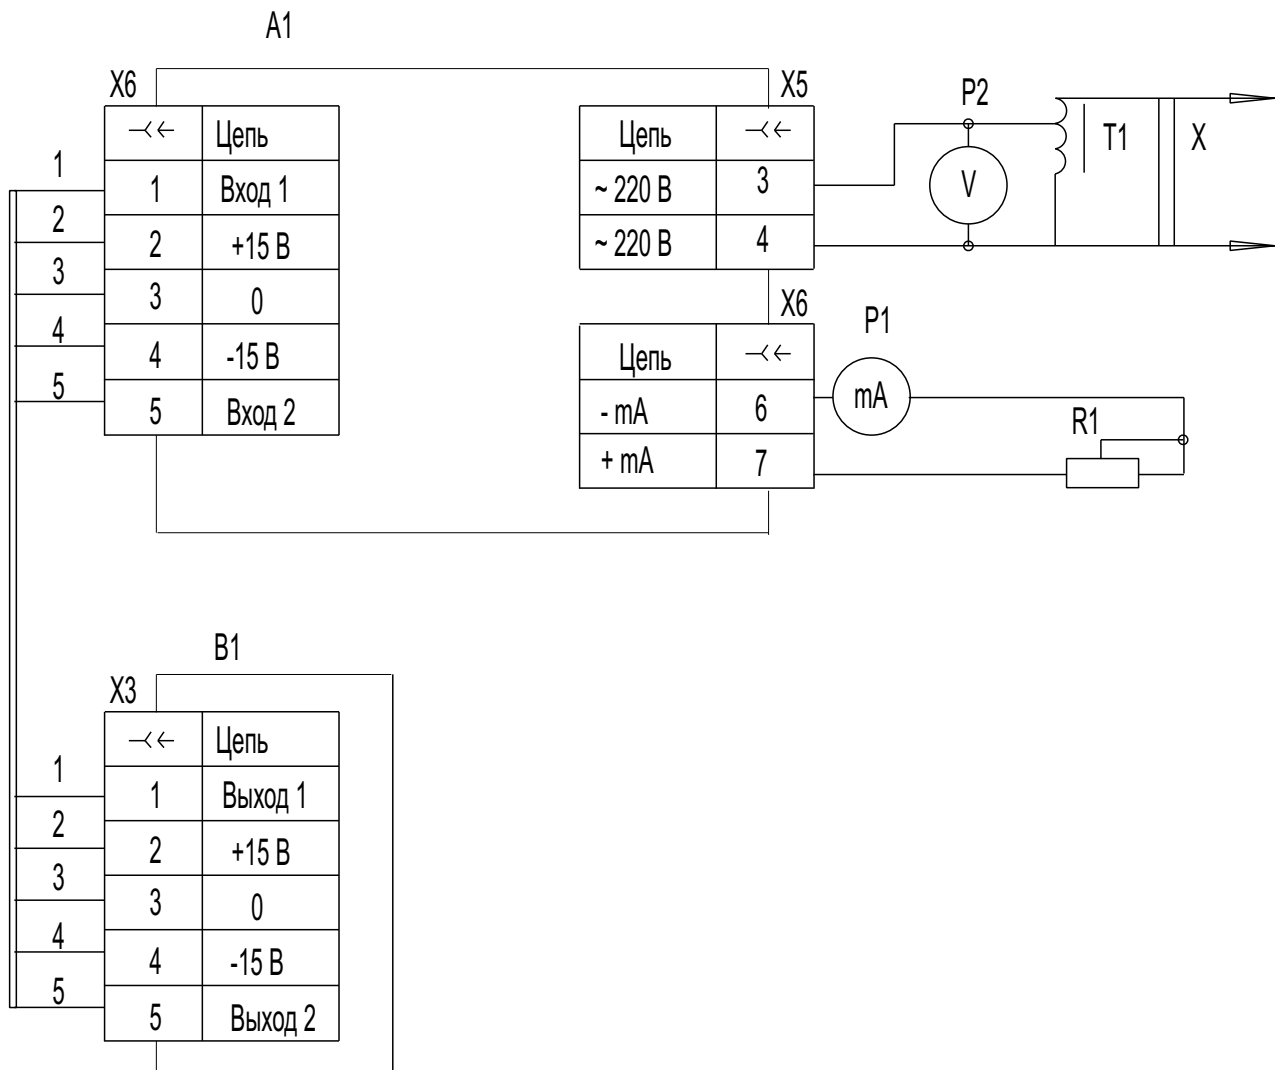 A1
X6
Цепь
1 Вход 1
2 +15 В
3 0
4 -15 В
5 Вход 2
1
2
3
4
5
X5
Цепь
~ 220 В 3
~ 220 В 4
P2
V
T1
X
X6
Цепь
- mA 6
+ mA 7
P1
mA
R1
B1
X3
Цепь
1 Выход 1
2 +15 В
3 0
4 -15 В
5 Выход 2
1
2
3
4
5